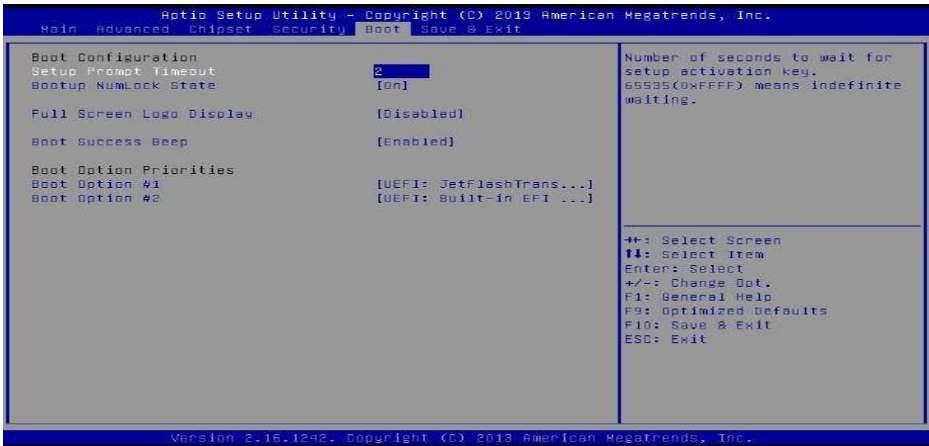 Aptio Setup Utility - Copyright (C) 2013 American Megatrends, Inc.
Main Advanced Chipset Security Boot Save & Exit
Boot Configuration
Setup Prompt Timeout 2
Bootup NumLock State [On]
Full Screen Logo Display [Disabled]
Boot Success Beep [Enabled]
Boot Option Priorities
Boot Option #1 [UEFI: JetFlashTrans...]
Boot Option #2 [UEFI: Built-in EFI ...]
Number of seconds to wait for
setup activation key.
65535(0xFFFF) means indefinite
waiting.
→←: Select Screen
↑↓: Select Item
Enter: Select
+/-: Change Opt.
F1: General Help
F9: Optimized Defaults
F10: Save & Exit
ESC: Exit
Version 2.16.1242. Copyright (C) 2013 American Megatrends, Inc.